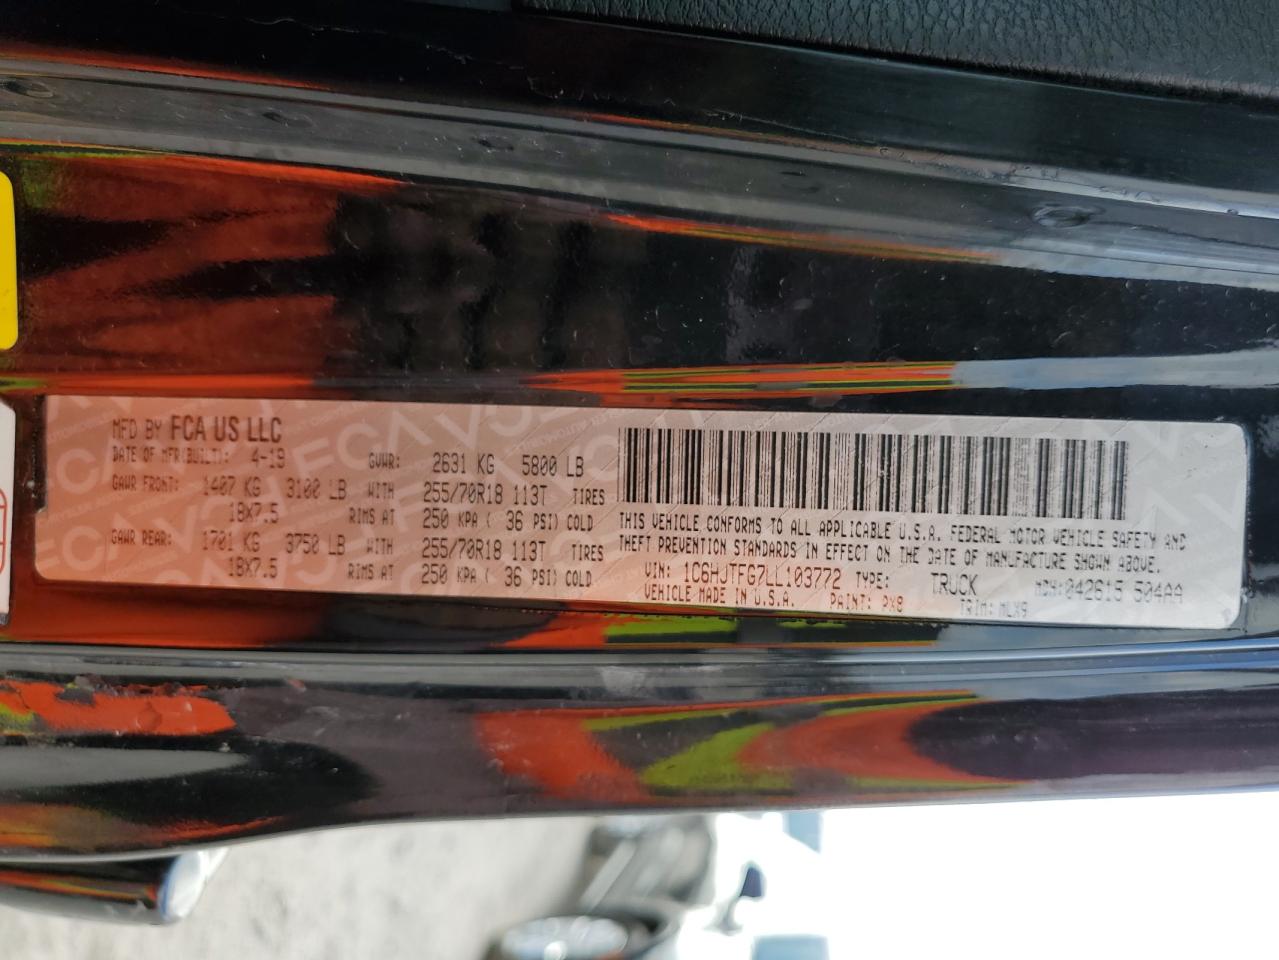 MFD BY FCA US LLC
DATE OF MFR(BUILT): 4-19 GVWR: 2631 KG 5800 LB
GAWR FRONT: 1407 KG 3100 LB WITH 255/70R18 113T TIRES
18X7.5 RIMS AT 250 KPA ( 36 PSI) COLD
GAWR REAR: 1701 KG 3750 LB WITH 255/70R18 113T TIRES
18X7.5 RIMS AT 250 KPA ( 36 PSI) COLD
THIS VEHICLE CONFORMS TO ALL APPLICABLE U.S.A. FEDERAL MOTOR VEHICLE SAFETY AND
THEFT PREVENTION STANDARDS IN EFFECT ON THE DATE OF MANUFACTURE SHOWN ABOVE.
VIN: 1C6HJTFG7LL103772 TYPE: TRUCK MDH:042615 504AA
VEHICLE MADE IN U.S.A. PAINT: PX8 TRIM: MLX9